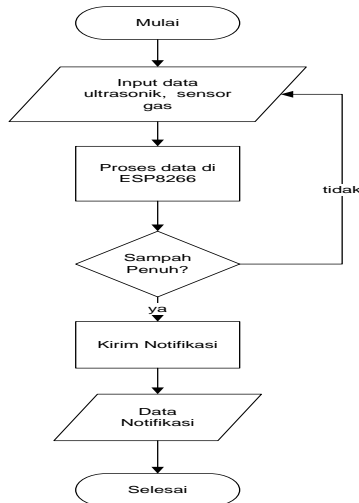 Mulai
Input data
ultrasonik, sensor
gas
Proses data di
ESP8266
tidak
Sampah
Penuh?
ya
Kirim Notifikasi
Data
Notifikasi
Selesai